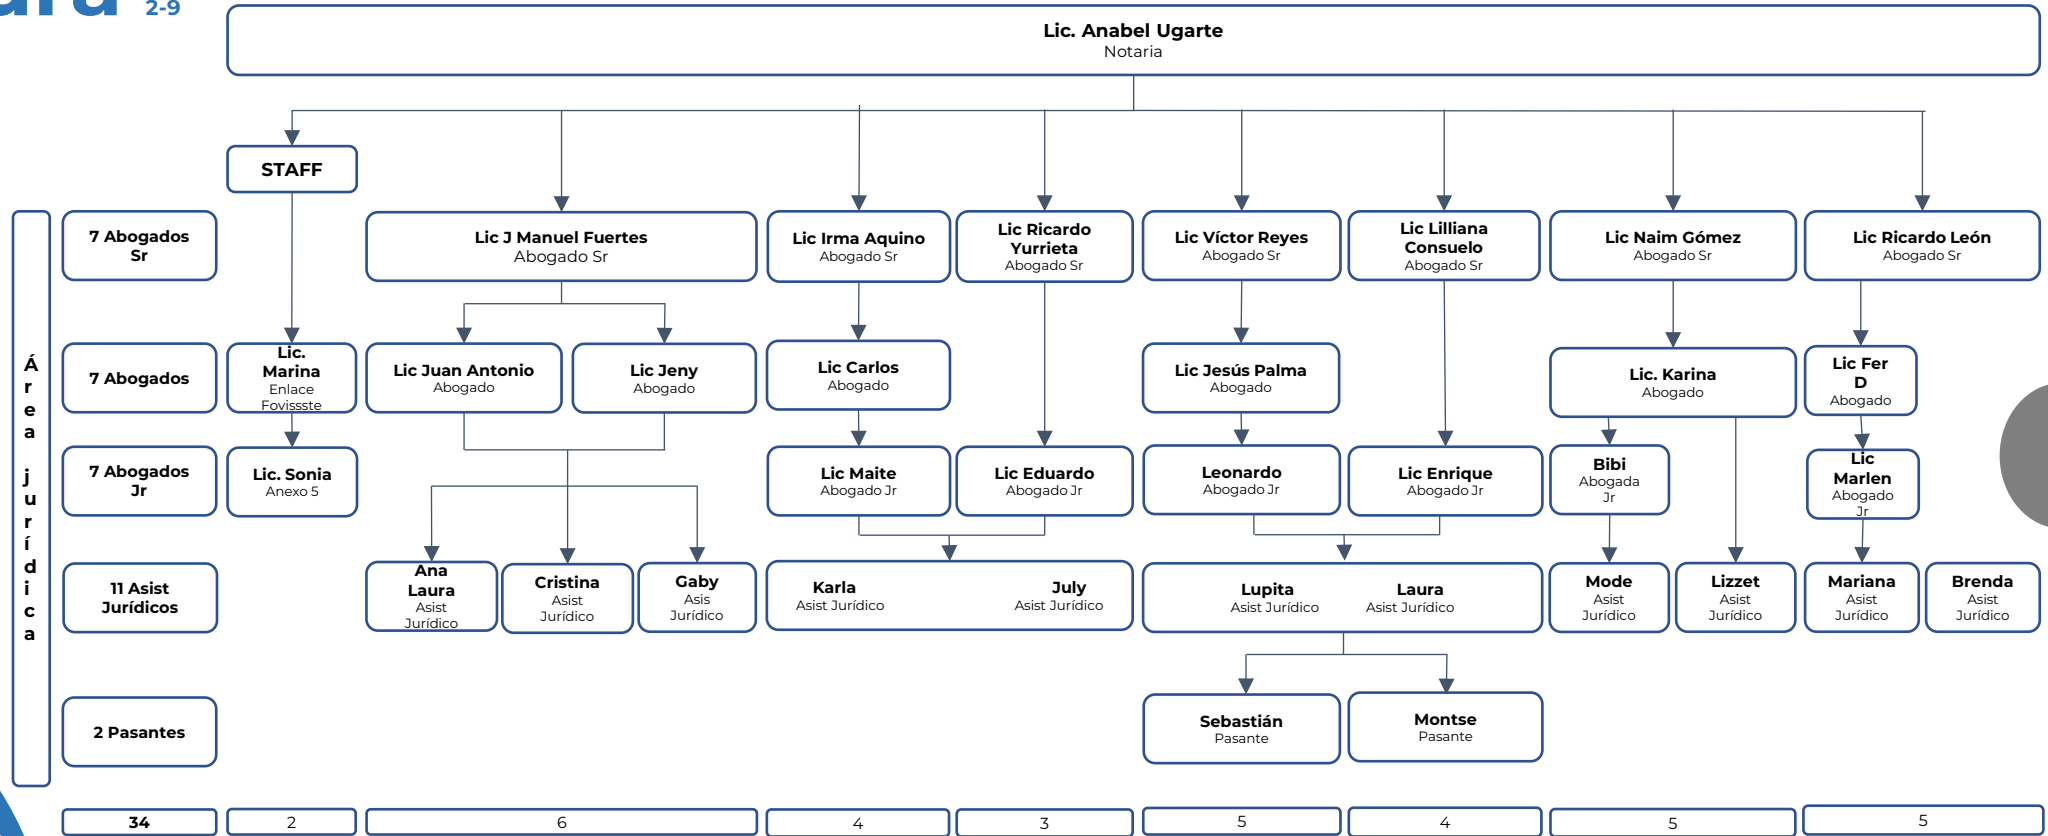 2-9
Lic. Anabel Ugarte
Notaria
STAFF
7 Abogados
Sr
Lic J Manuel Fuertes
Abogado Sr
Lic Irma Aquino
Abogado Sr
Lic Ricardo
Yurrieta
Abogado Sr
Lic Víctor Reyes
Abogado Sr
Lic Lilliana
Consuelo
Abogado Sr
Lic Naim Gómez
Abogado Sr
Lic Ricardo León
Abogado Sr
Área jurídica
7 Abogados
Lic.
Marina
Enlace
Fovissste
Lic Juan Antonio
Abogado
Lic Jeny
Abogado
Lic Carlos
Abogado
Lic Jesús Palma
Abogado
Lic. Karina
Abogado
Lic Fer
D
Abogado
7 Abogados
Jr
Lic. Sonia
Anexo 5
Lic Maite
Abogado Jr
Lic Eduardo
Abogado Jr
Leonardo
Abogado Jr
Lic Enrique
Abogado Jr
Bibi
Abogada
Jr
Lic
Marlen
Abogado
Jr
11 Asist
Jurídicos
Ana
Laura
Asist
Jurídico
Cristina
Asist
Jurídico
Gaby
Asis
Jurídico
Karla
Asist Jurídico
July
Asist Jurídico
Lupita
Asist Jurídico
Laura
Asist Jurídico
Mode
Asist
Jurídico
Lizzet
Asist
Jurídico
Mariana
Asist
Jurídico
Brenda
Asist
Jurídico
2 Pasantes
Sebastián
Pasante
Montse
Pasante
34
2
6
4
3
5
4
5
5